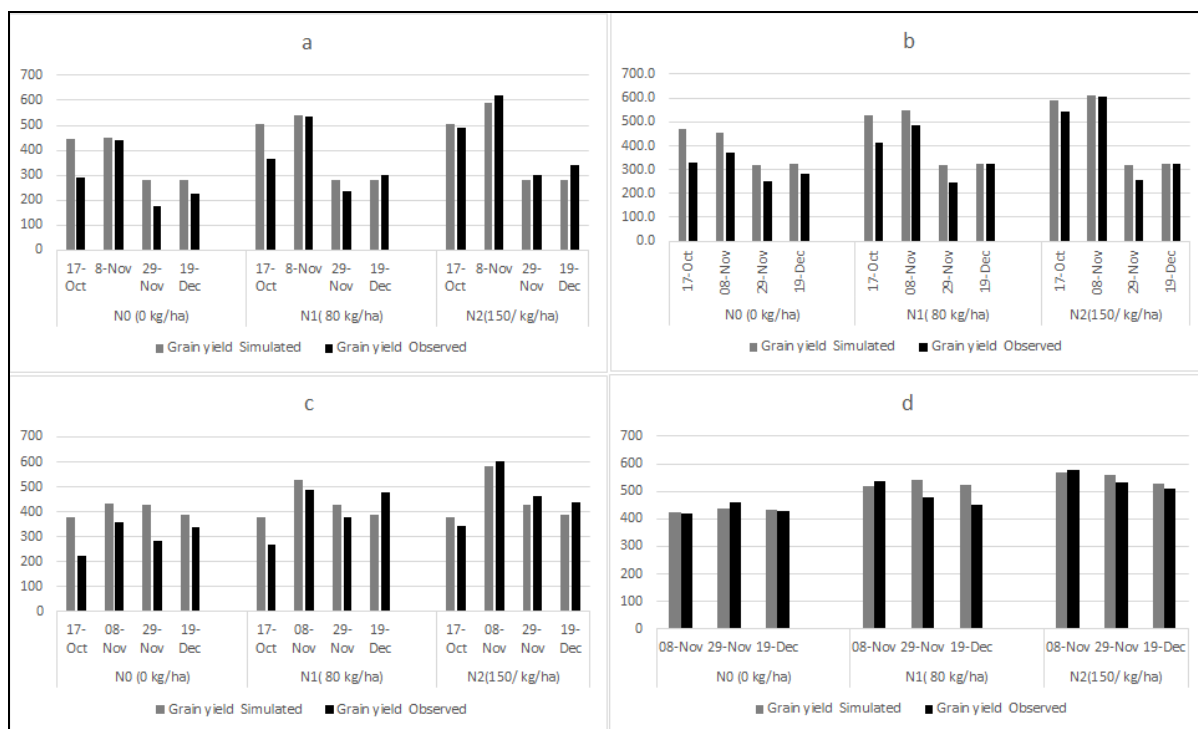 a
700
600
500
400
300
200
100
0
17-Oct 8-Nov 29-Nov 19-Dec 17-Oct 8-Nov 29-Nov 19-Dec 17-Oct 8-Nov 29-Nov 19-Dec
N0 (0 kg/ha) N1( 80 kg/ha) N2(150/ kg/ha)
Grain yield Simulated Grain yield Observed
b
700.0
600.0
500.0
400.0
300.0
200.0
100.0
0.0
17-Oct 08-Nov 29-Nov 19-Dec 17-Oct 08-Nov 29-Nov 19-Dec 17-Oct 08-Nov 29-Nov 19-Dec
N0 (0 kg/ha) N1( 80 kg/ha) N2(150/ kg/ha)
Grain yield Simulated Grain yield Observed
c
700
600
500
400
300
200
100
0
17-Oct 08-Nov 29-Nov 19-Dec 17-Oct 08-Nov 29-Nov 19-Dec 17-Oct 08-Nov 29-Nov 19-Dec
N0 (0 kg/ha) N1( 80 kg/ha) N2(150/ kg/ha)
Grain yield Simulated Grain yield Observed
d
700
600
500
400
300
200
100
0
08-Nov 29-Nov 19-Dec 08-Nov 29-Nov 19-Dec 08-Nov 29-Nov 19-Dec
N0 (0 kg/ha) N1( 80 kg/ha) N2(150/ kg/ha)
Grain yield Simulated Grain yield Observed